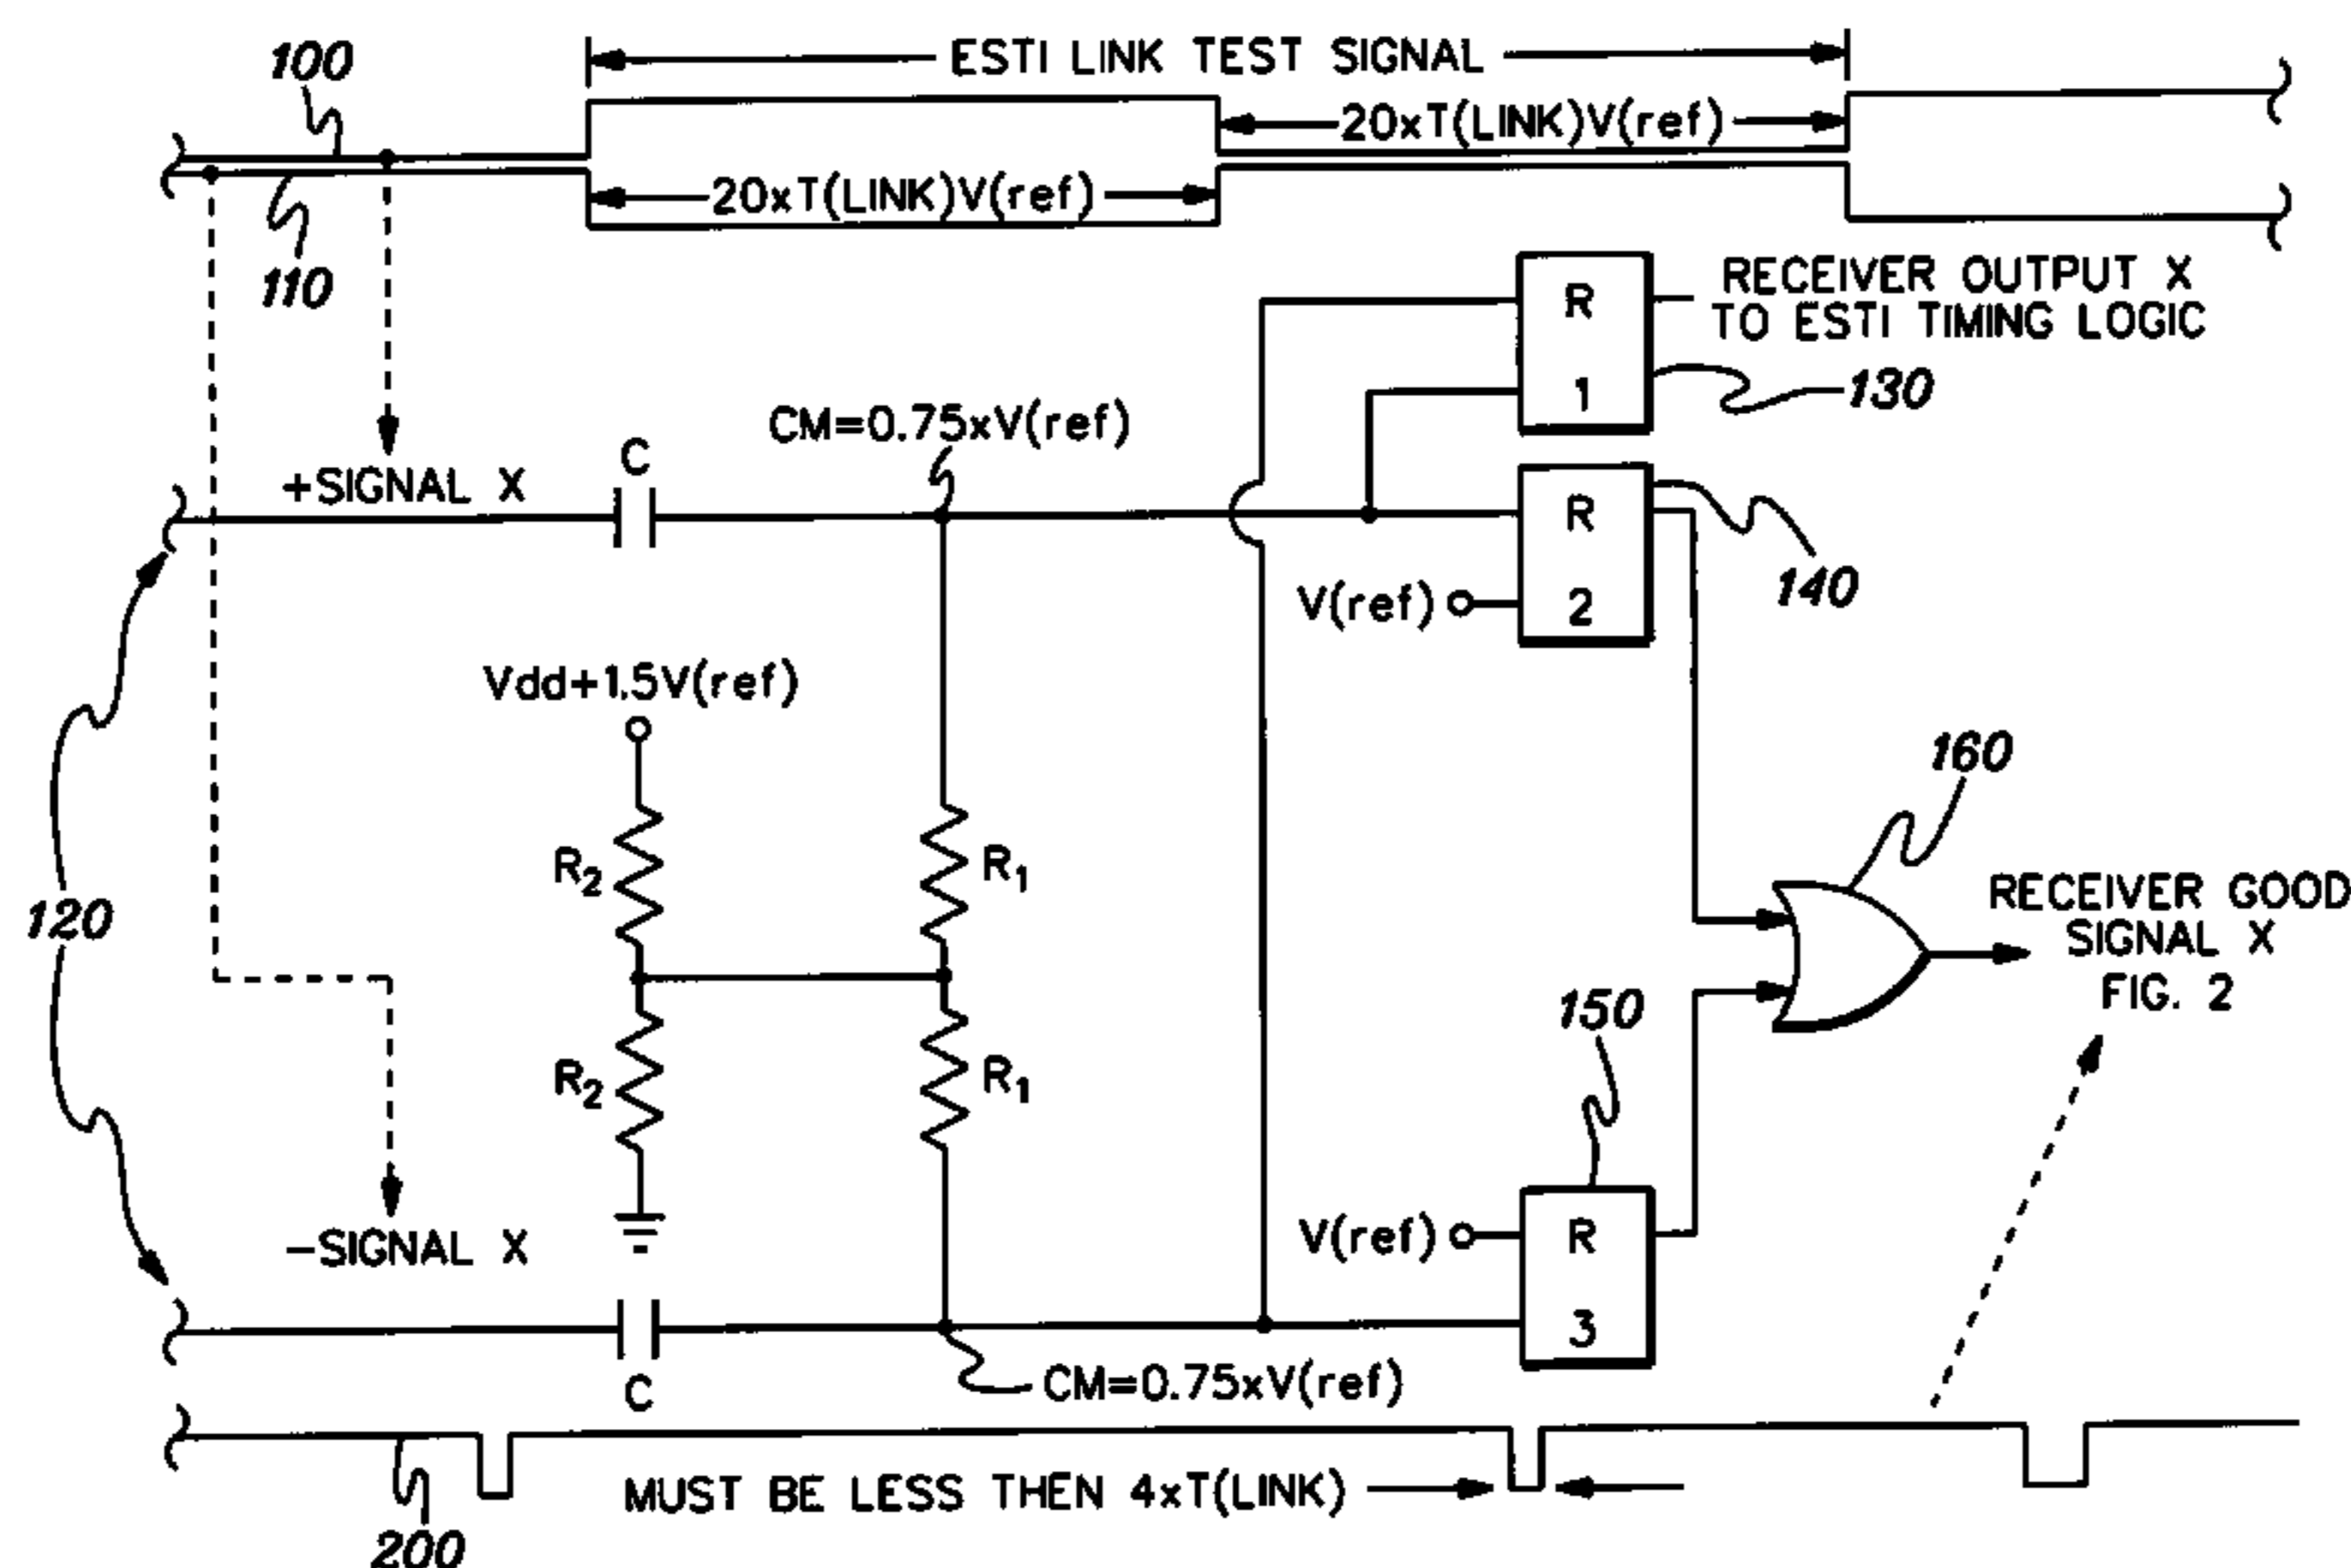 100
ESTI LINK TEST SIGNAL
20xT(LINK)V(ref)
20xT(LINK)V(ref)
110
R
1
RECEIVER OUTPUT X
TO ESTI TIMING LOGIC
130
CM=0.75xV(ref)
C
+SIGNAL X
R
2
V(ref)
140
Vdd+1.5V(ref)
160
R2
R1
120
RECEIVER GOOD
SIGNAL X
FIG. 2
150
R2
R1
V(ref)
R
3
-SIGNAL X
C
CM=0.75xV(ref)
MUST BE LESS THEN 4xT(LINK)
200